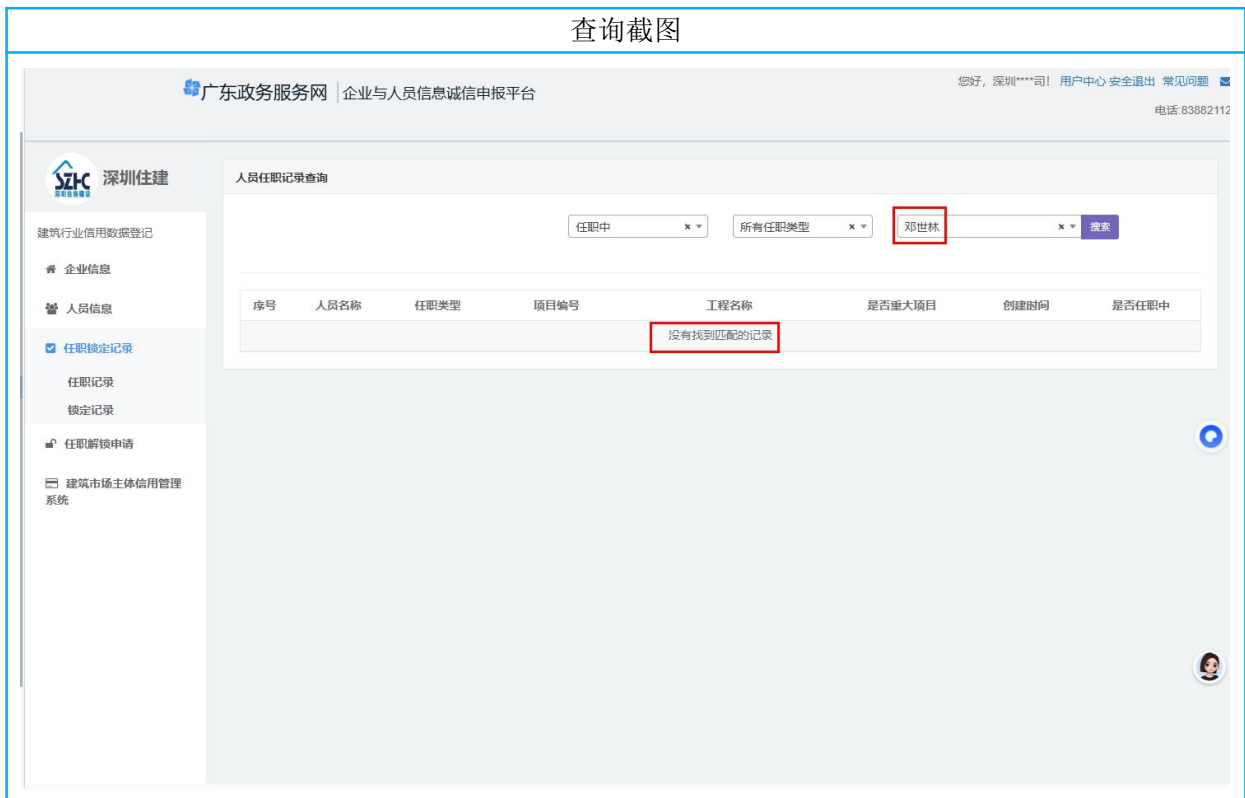 查询截图
广东政务服务网 企业与人员信息诚信申报平台
您好，深圳****司! 用户中心 安全退出 常见问题
电话:83882112
SZHC 深圳住建
深圳住房建设
人员任职记录查询
任职中 x 所有任职类型 x 邓世林 x 搜索
建筑行业信用数据登记
企业信息
人员信息
任职锁定记录
任职记录
锁定记录
任职解锁申请
建筑市场主体信用管理
系统
序号 人员名称 任职类型 项目编号 工程名称 是否重大项目 创建时间 是否任职中
没有找到匹配的记录